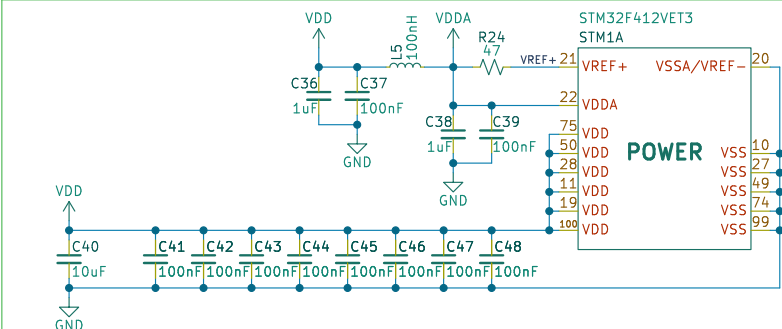 VDD
VDDA
STM32F412VET3
STM1A
L5
100nH
R24
47
VREF+
21
VREF+
VSSA/VREF-
20
C36
1uF
C37
100nF
22
VDDA
C38
1uF
C39
100nF
GND
GND
75
VDD
50
VDD
28
VDD
11
VDD
19
VDD
100
VDD
POWER
VSS
10
VSS
27
VSS
49
VSS
74
VSS
99
VDD
C40
10uF
C41
100nF
C42
100nF
C43
100nF
C44
100nF
C45
100nF
C46
100nF
C47
100nF
C48
100nF
GND